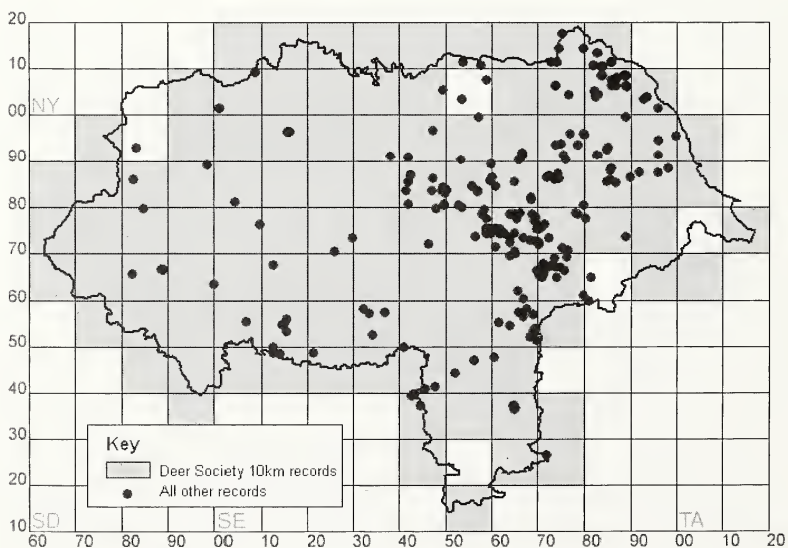 20
10
00
NY
90
80
70
60
50
40
30
20
10
Key
Deer Society 10km records
All other records
SD
SE
TA
60 70 80 90 00 10 20 30 40 50 60 70 80 90 00 10 20